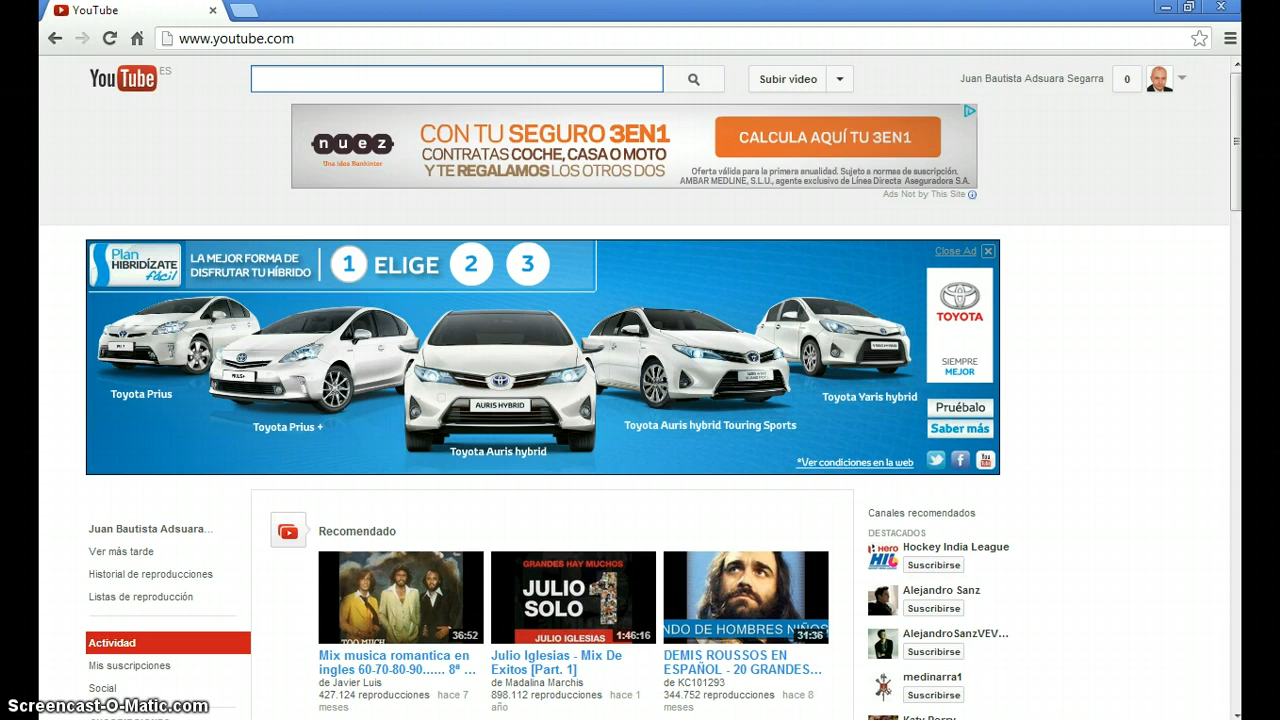 YouTube
www.youtube.com
YouTube ES
Subir video
Juan Bautista Adsuara Segarra
0
nuez
Una idea Bankinter
CON TU SEGURO 3EN1
CONTRATAS COCHE, CASA O MOTO
Y TE REGALAMOS LOS OTROS DOS
CALCULA AQUÍ TU 3EN1
Oferta válida para la primera anualidad. Sujeto a normas de suscripción.
AMBAR MEDLINE, S.L.U., agente exclusivo de Línea Directa Aseguradora S.A.
Ads Not by This Site
Plan
HIBRIDÍZATE
fácil
LA MEJOR FORMA DE
DISFRUTAR TU HÍBRIDO
1 ELIGE 2 3
Close Ad
TOYOTA
SIEMPRE
MEJOR
AURIS HYBRID
Toyota Prius
Toyota Prius +
Toyota Auris hybrid
Toyota Auris hybrid Touring Sports
Toyota Yaris hybrid
Pruébalo
Saber más
*Ver condiciones en la web
Juan Bautista Adsuara...
Ver más tarde
Historial de reproducciones
Listas de reproducción
Actividad
Mis suscripciones
Social
Recomendado
TOO MUCH
36:52
Mix musica romantica en
ingles 60-70-80-90...... 8ª ...
de Javier Luis
427.124 reproducciones hace 7
meses
GRANDES HAY MUCHOS
JULIO 1
SOLO
JULIO IGLESIAS
1:46:16
Julio Iglesias - Mix De
Exitos [Part. 1]
de Madalina Marchis
898.112 reproducciones hace 1
año
NDO DE HOMBRES NIÑOS
31:36
DEMIS ROUSSOS EN
ESPAÑOL - 20 GRANDES...
de KC101293
344.752 reproducciones hace 8
meses
Canales recomendados
DESTACADOS
Hero
HIL
Hockey India League
Suscribirse
Alejandro Sanz
Suscribirse
AlejandroSanzVEV...
Suscribirse
medinarra1
Suscribirse
Katy Perry
Screencast-O-Matic.com